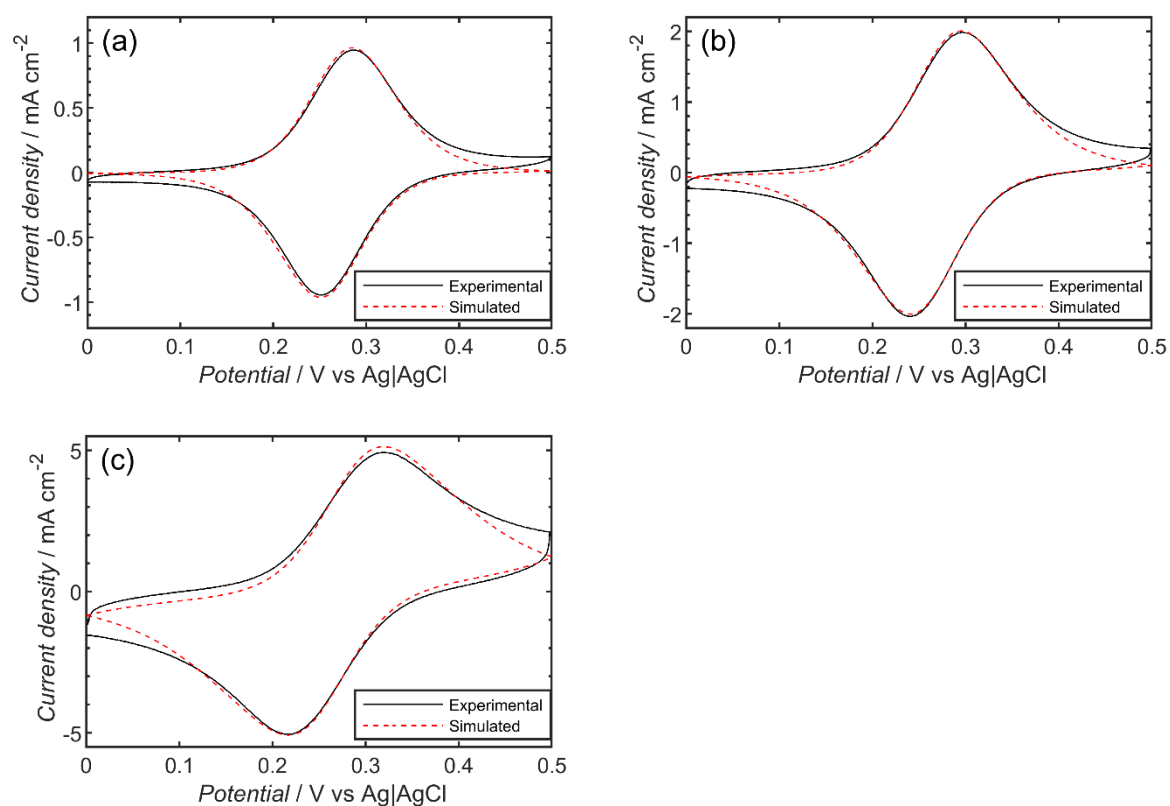 (a)
Current density / mA cm⁻²
1
0.5
0
-0.5
-1
Experimental
Simulated
0 0.1 0.2 0.3 0.4 0.5
Potential / V vs Ag|AgCl
(b)
Current density / mA cm⁻²
2
1
0
-1
-2
Experimental
Simulated
0 0.1 0.2 0.3 0.4 0.5
Potential / V vs Ag|AgCl
(c)
Current density / mA cm⁻²
5
0
-5
Experimental
Simulated
0 0.1 0.2 0.3 0.4 0.5
Potential / V vs Ag|AgCl